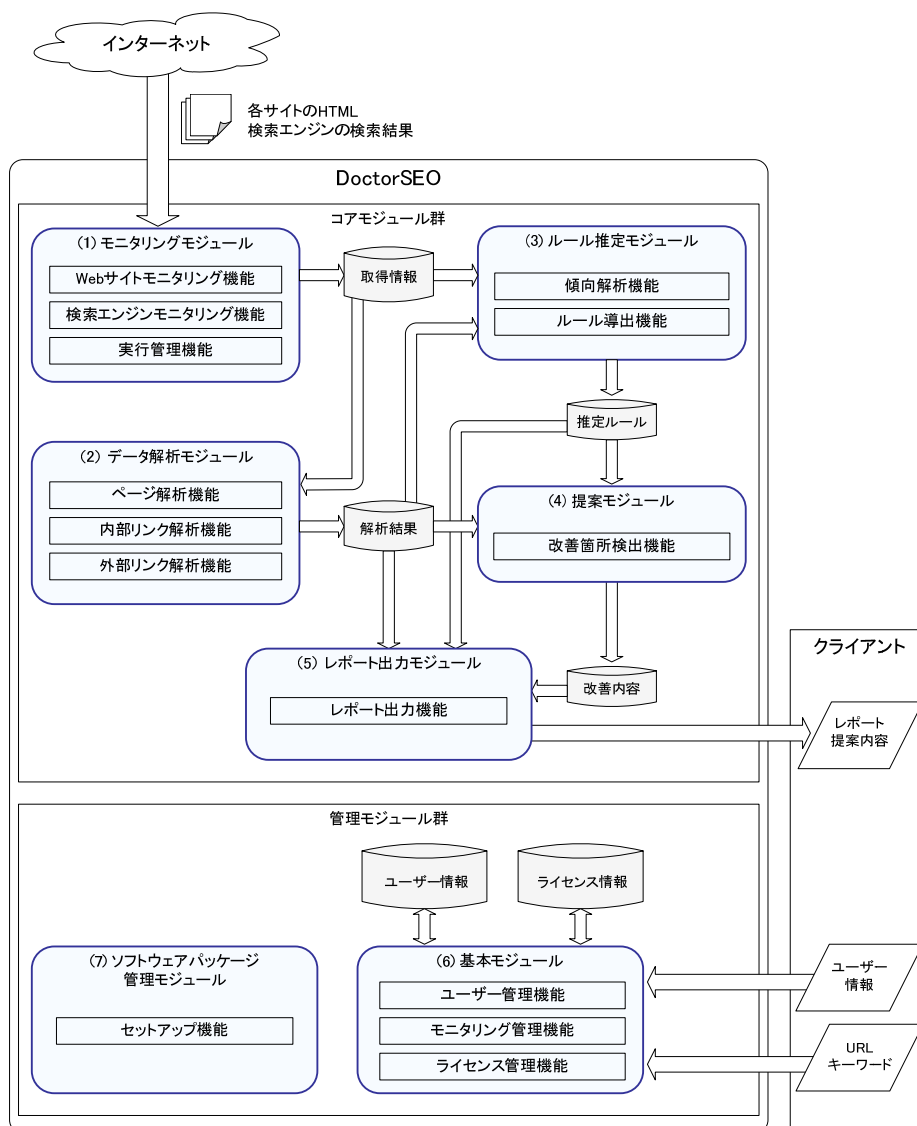 インターネット
各サイトのHTML
検索エンジンの検索結果
DoctorSEO
コアモジュール群
(1) モニタリングモジュール
Webサイトモニタリング機能
検索エンジンモニタリング機能
実行管理機能
取得情報
(3) ルール推定モジュール
傾向解析機能
ルール導出機能
推定ルール
(2) データ解析モジュール
ページ解析機能
内部リンク解析機能
外部リンク解析機能
解析結果
(4) 提案モジュール
改善箇所検出機能
(5) レポート出力モジュール
レポート出力機能
改善内容
クライアント
レポート
提案内容
管理モジュール群
ユーザー情報
ライセンス情報
(7) ソフトウェアパッケージ
管理モジュール
セットアップ機能
(6) 基本モジュール
ユーザー管理機能
モニタリング管理機能
ライセンス管理機能
ユーザー
情報
URL
キーワード